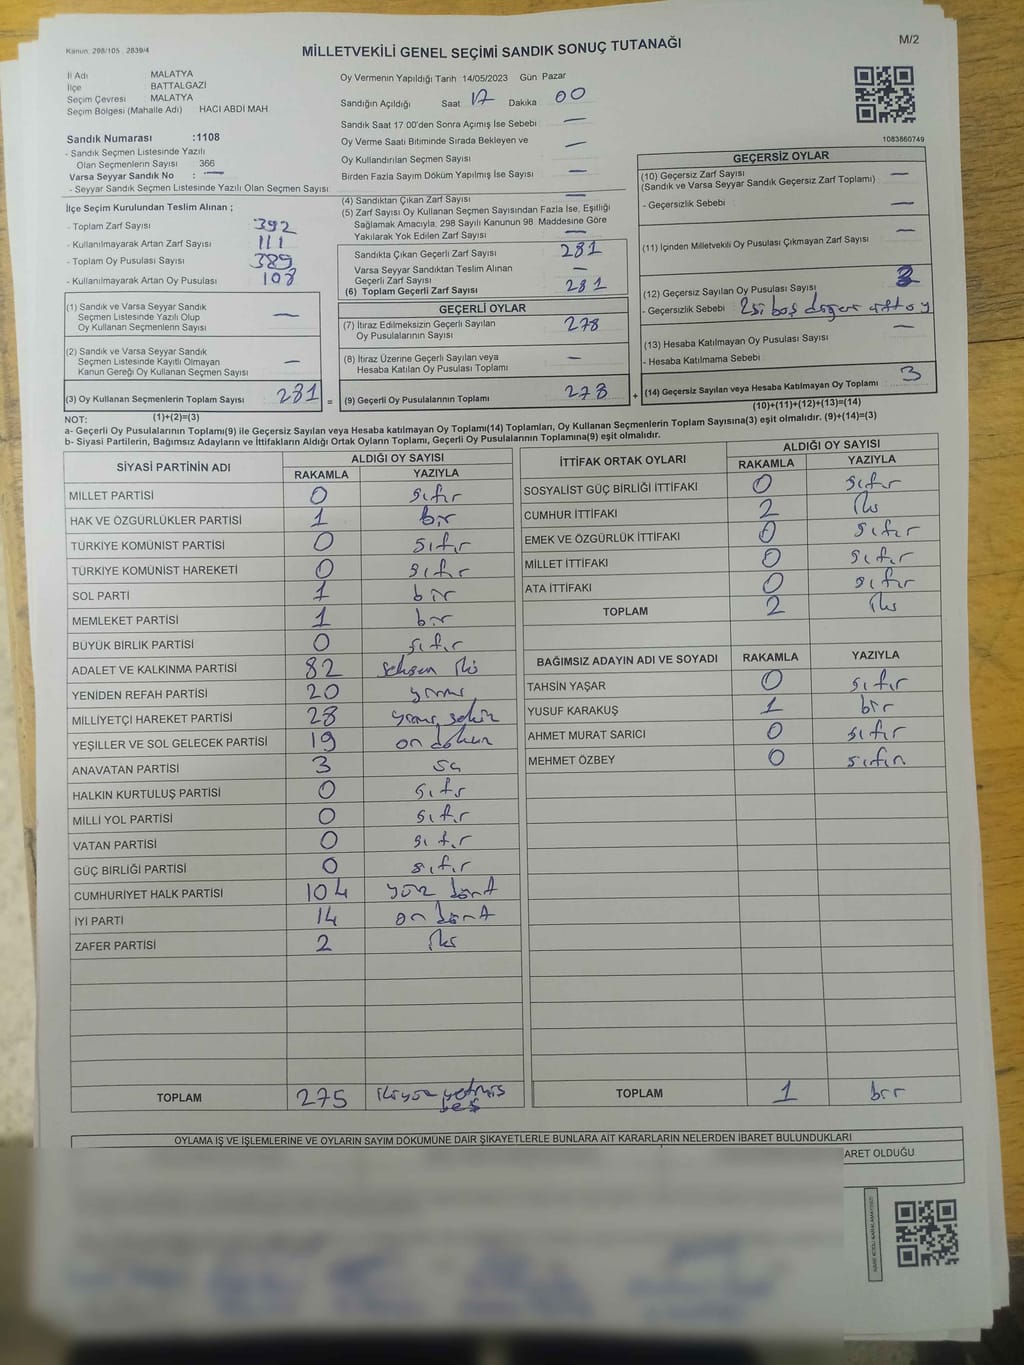 Kanun: 298/105, 2839/4
MİLLETVEKİLİ GENEL SEÇİMİ SANDIK SONUÇ TUTANAĞI
M/2
İl Adı MALATYA
İlçe BATTALGAZİ
Seçim Çevresi MALATYA
Seçim Bölgesi (Mahalle Adı) HACI ABDİ MAH
Sandık Numarası :1108
- Sandık Seçmen Listesinde Yazılı
Olan Seçmenlerin Sayısı 366
Varsa Seyyar Sandık No : —
- Seyyar Sandık Seçmen Listesinde Yazılı Olan Seçmen Sayısı —
Oy Vermenin Yapıldığı Tarih 14/05/2023 Gün Pazar
Sandığın Açıldığı Saat 17 Dakika 00
Sandık Saat 17 00'den Sonra Açımış İse Sebebi —
Oy Verme Saati Bitiminde Sırada Bekleyen ve
Oy Kullandırılan Seçmen Sayısı —
Birden Fazla Sayım Döküm Yapılmış İse Sayısı —
1083860749
İlçe Seçim Kurulundan Teslim Alınan ;
- Toplam Zarf Sayısı 392
- Kullanılmayarak Artan Zarf Sayısı 111
- Toplam Oy Pusulası Sayısı 389
- Kullanılmayarak Artan Oy Pusulası 108
(1) Sandık ve Varsa Seyyar Sandık
Seçmen Listesinde Yazılı Olup
Oy Kullanan Seçmenlerin Sayısı —
(2) Sandık ve Varsa Seyyar Sandık
Seçmen Listesinde Kayıtlı Olmayan
Kanun Gereği Oy Kullanan Seçmen Sayısı —
(3) Oy Kullanan Seçmenlerin Toplam Sayısı 281 =
(1)+(2)=(3)
(4) Sandıktan Çıkan Zarf Sayısı —
(5) Zarf Sayısı Oy Kullanan Seçmen Sayısından Fazla İse, Eşitliği
Sağlamak Amacıyla, 298 Sayılı Kanunun 98. Maddesine Göre
Yakılarak Yok Edilen Zarf Sayısı —
Sandıkta Çıkan Geçerli Zarf Sayısı 281
Varsa Seyyar Sandıktan Teslim Alınan
Geçerli Zarf Sayısı —
(6) Toplam Geçerli Zarf Sayısı 281
GEÇERLİ OYLAR
(7) İtiraz Edilmeksizin Geçerli Sayılan
Oy Pusulalarının Sayısı 278
(8) İtiraz Üzerine Geçerli Sayılan veya
Hesaba Katılan Oy Pusulası Toplamı —
(9) Geçerli Oy Pusulalarının Toplamı 278 +
GEÇERSİZ OYLAR
(10) Geçersiz Zarf Sayısı —
(Sandık ve Varsa Seyyar Sandık Geçersiz Zarf Toplamı)
- Geçersizlik Sebebi —
(11) İçinden Milletvekili Oy Pusulası Çıkmayan Zarf Sayısı —
(12) Geçersiz Sayılan Oy Pusulası Sayısı 3
- Geçersizlik Sebebi 2si boş diğeri çift oy
(13) Hesaba Katılmayan Oy Pusulası Sayısı —
- Hesaba Katılmama Sebebi
(14) Geçersiz Sayılan veya Hesaba Katılmayan Oy Toplamı 3
(10)+(11)+(12)+(13)=(14)
NOT:
a- Geçerli Oy Pusulalarının Toplamı(9) ile Geçersiz Sayılan veya Hesaba katılmayan Oy Toplamı(14) Toplamları, Oy Kullanan Seçmenlerin Toplam Sayısına(3) eşit olmalıdır. (9)+(14)=(3)
b- Siyasi Partilerin, Bağımsız Adayların ve İttifakların Aldığı Ortak Oyların Toplamı, Geçerli Oy Pusulalarının Toplamına(9) eşit olmalıdır.
SİYASİ PARTİNİN ADI ALDIĞI OY SAYISI
RAKAMLA YAZIYLA
MİLLET PARTİSİ 0 sıfır
HAK VE ÖZGÜRLÜKLER PARTİSİ 1 bir
TÜRKİYE KOMÜNİST PARTİSİ 0 sıfır
TÜRKİYE KOMÜNİST HAREKETİ 0 sıfır
SOL PARTİ 1 bir
MEMLEKET PARTİSİ 1 bir
BÜYÜK BİRLİK PARTİSİ 0 sıfır
ADALET VE KALKINMA PARTİSİ 82 seksen iki
YENİDEN REFAH PARTİSİ 20 yirmi
MİLLİYETÇİ HAREKET PARTİSİ 28 yirmi sekiz
YEŞİLLER VE SOL GELECEK PARTİSİ 19 on dokuz
ANAVATAN PARTİSİ 3 üç
HALKIN KURTULUŞ PARTİSİ 0 sıfır
MİLLİ YOL PARTİSİ 0 sıfır
VATAN PARTİSİ 0 sıfır
GÜÇ BİRLİĞİ PARTİSİ 0 sıfır
CUMHURİYET HALK PARTİSİ 104 yüz dört
İYİ PARTİ 14 on dört
ZAFER PARTİSİ 2 iki
TOPLAM 275 ikiyüz yetmiş
beş
İTTİFAK ORTAK OYLARI ALDIĞI OY SAYISI
RAKAMLA YAZIYLA
SOSYALİST GÜÇ BİRLİĞİ İTTİFAKI 0 sıfır
CUMHUR İTTİFAKI 2 iki
EMEK VE ÖZGÜRLÜK İTTİFAKI 0 sıfır
MİLLET İTTİFAKI 0 sıfır
ATA İTTİFAKI 0 sıfır
TOPLAM 2 iki
BAĞIMSIZ ADAYIN ADI VE SOYADI RAKAMLA YAZIYLA
TAHSİN YAŞAR 0 sıfır
YUSUF KARAKUŞ 1 bir
AHMET MURAT SARICI 0 sıfır
MEHMET ÖZBEY 0 sıfır
TOPLAM 1 bir
OYLAMA İŞ VE İŞLEMLERİNE VE OYLARIN SAYIM DÖKÜMÜNE DAİR ŞİKAYETLERLE BUNLARA AİT KARARLARIN NELERDEN İBARET BULUNDUKLARI
ARET OLDUĞU